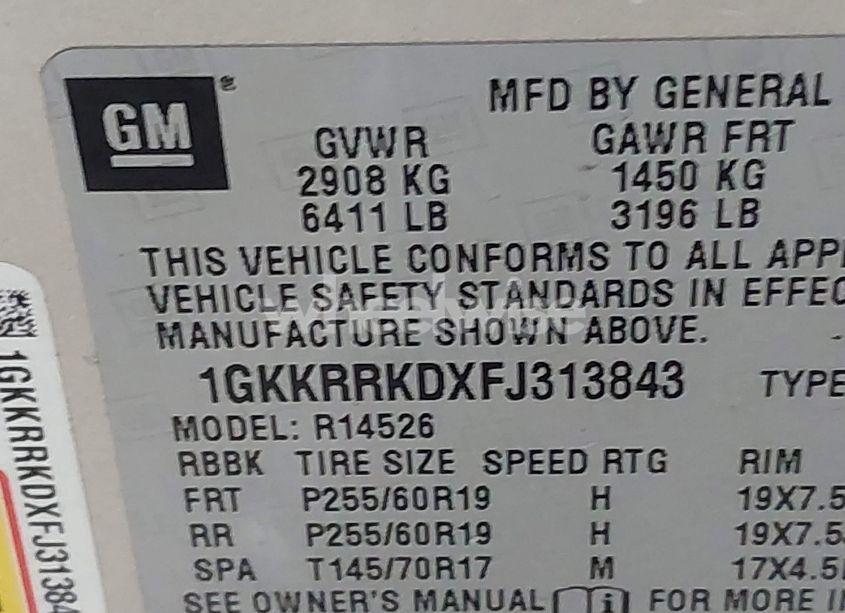 GM®
MFD BY GENERAL
GVWR GAWR FRT
2908 KG 1450 KG
6411 LB 3196 LB
THIS VEHICLE CONFORMS TO ALL APPL
VEHICLE SAFETY STANDARDS IN EFFEC
MANUFACTURE SHOWN ABOVE.
1GKKRRKDXFJ313843 TYPE
MODEL: R14526
RBBK TIRE SIZE SPEED RTG RIM
FRT P255/60R19 H 19X7.5
RR P255/60R19 H 19X7.5
SPA T145/70R17 M 17X4.5
SEE OWNER'S MANUAL i FOR MORE
1GKKRRKDXFJ31384
wheelwise